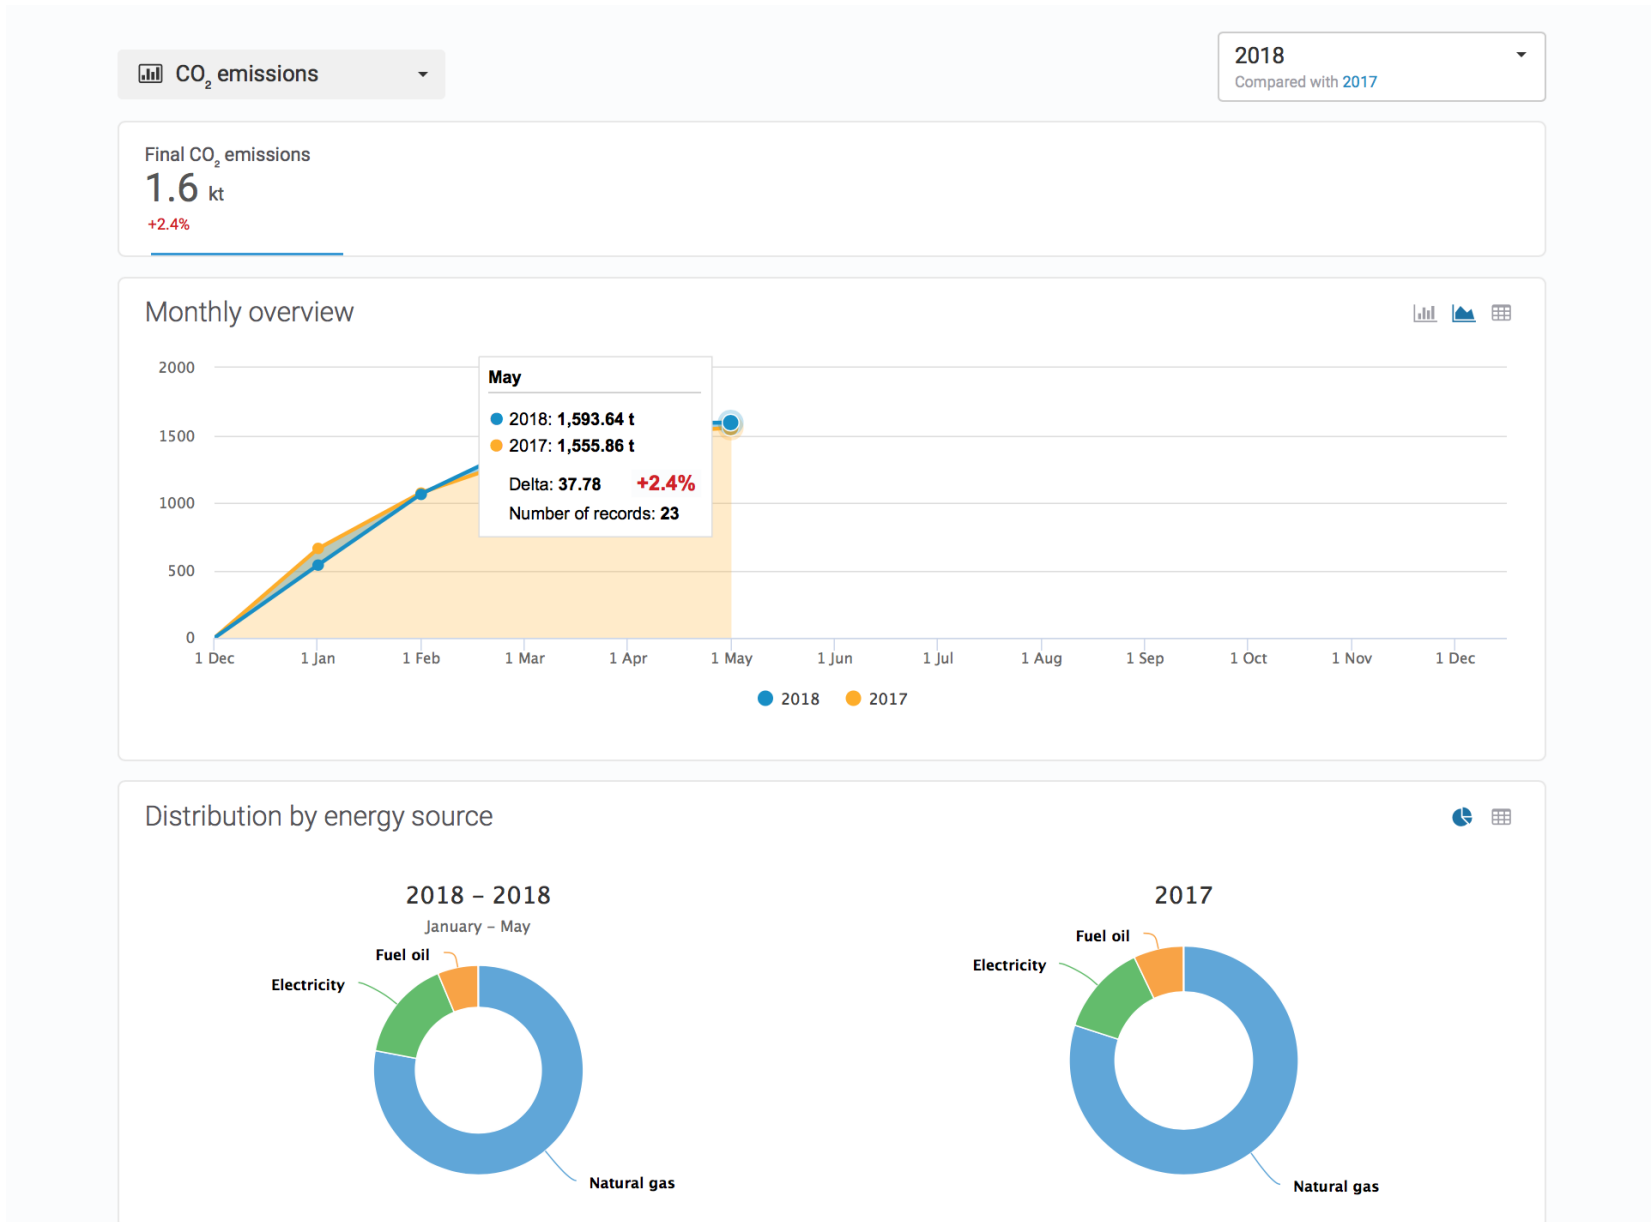 CO2 emissions
2018
Compared with 2017
Final CO2 emissions
1.6 kt
+2.4%
Monthly overview
2000
1500
1000
500
0
May
2018: 1,593.64 t
2017: 1,555.86 t
Delta: 37.78 +2.4%
Number of records: 23
1 Dec 1 Jan 1 Feb 1 Mar 1 Apr 1 May 1 Jun 1 Jul 1 Aug 1 Sep 1 Oct 1 Nov 1 Dec
2018 2017
Distribution by energy source
2018 – 2018
January – May
Fuel oil
Electricity
Natural gas
2017
Fuel oil
Electricity
Natural gas